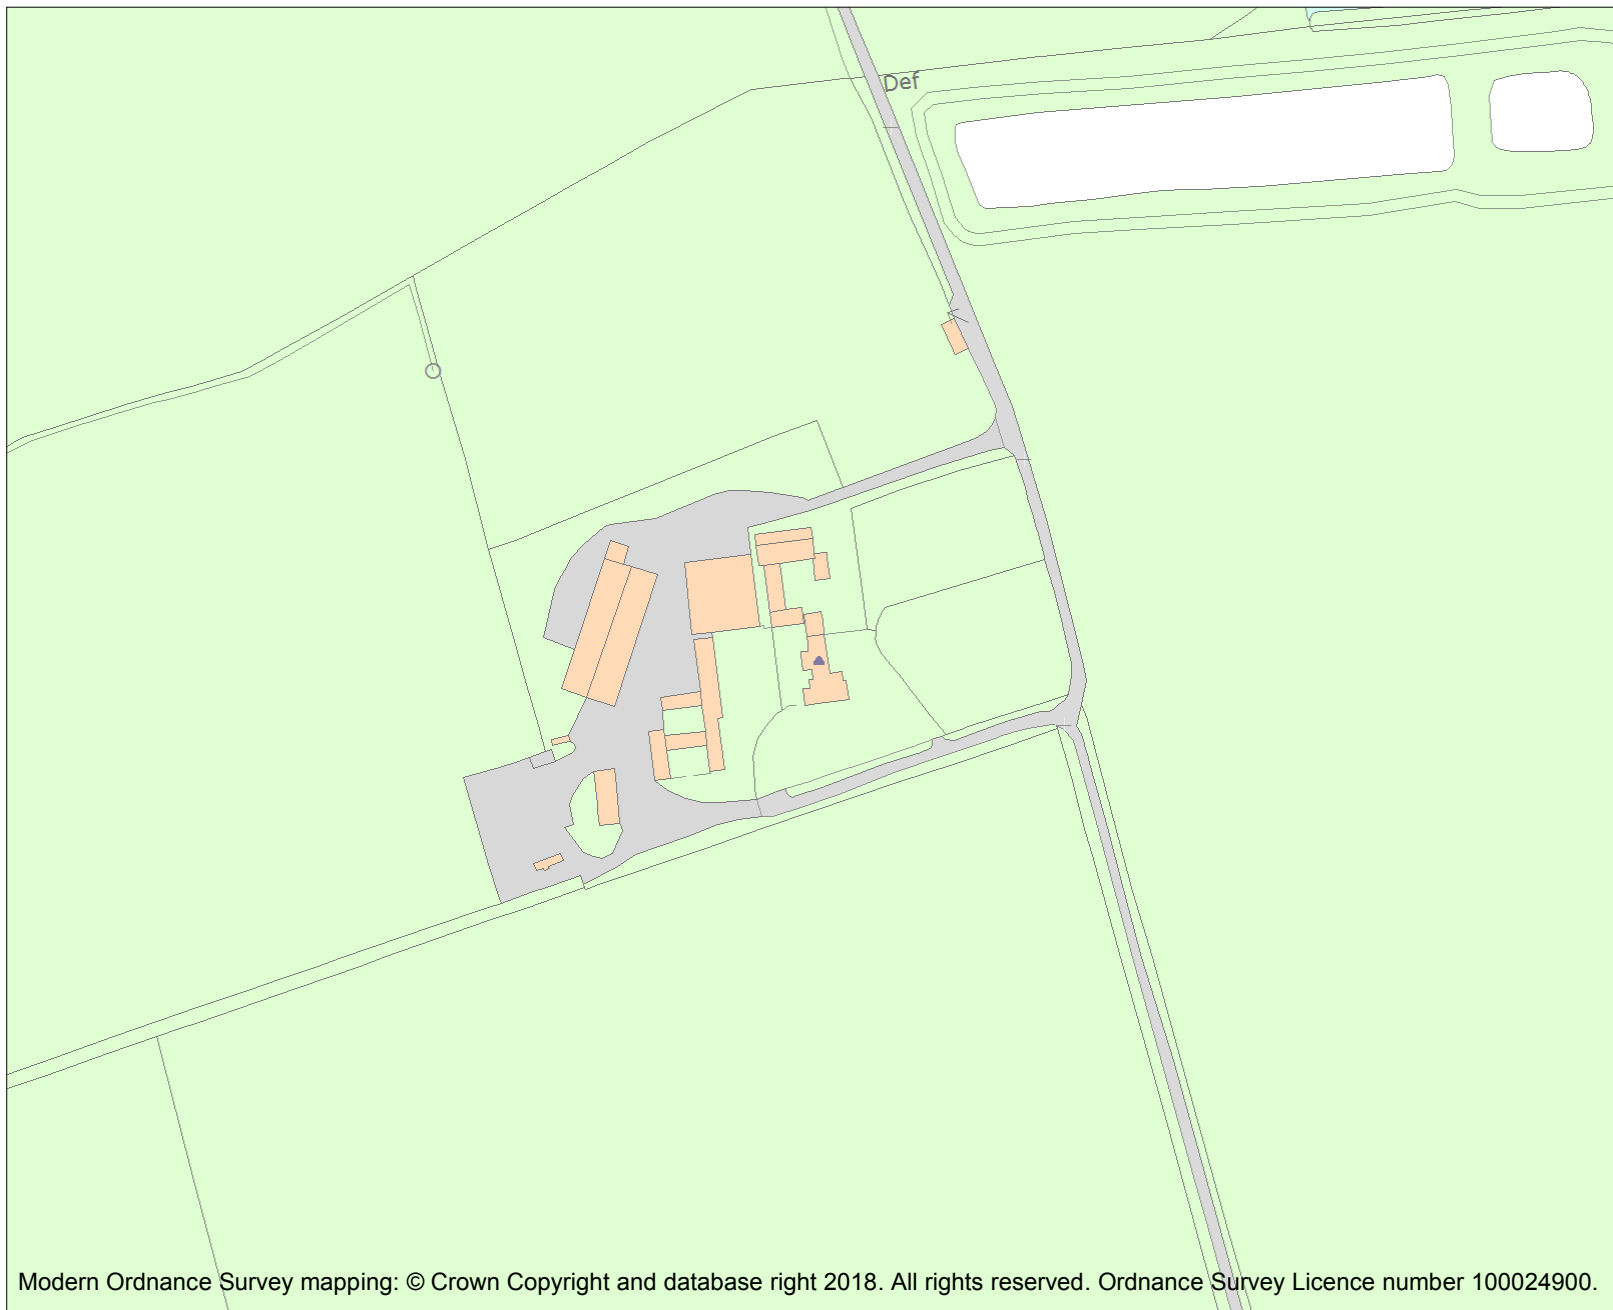 Def
Modern Ordnance Survey mapping: © Crown Copyright and database right 2018. All rights reserved. Ordnance Survey Licence number 100024900.